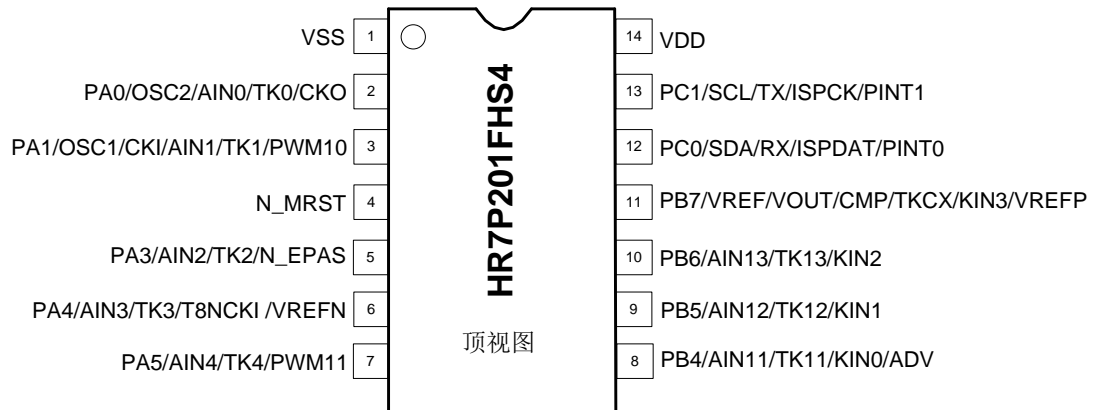 VSS 1
PA0/OSC2/AIN0/TK0/CKO 2
PA1/OSC1/CKI/AIN1/TK1/PWM10 3
N_MRST 4
PA3/AIN2/TK2/N_EPAS 5
PA4/AIN3/TK3/T8NCKI /VREFN 6
PA5/AIN4/TK4/PWM11 7
HR7P201FHS4
顶视图
14 VDD
13 PC1/SCL/TX/ISPCK/PINT1
12 PC0/SDA/RX/ISPDAT/PINT0
11 PB7/VREF/VOUT/CMP/TKCX/KIN3/VREFP
10 PB6/AIN13/TK13/KIN2
9 PB5/AIN12/TK12/KIN1
8 PB4/AIN11/TK11/KIN0/ADV